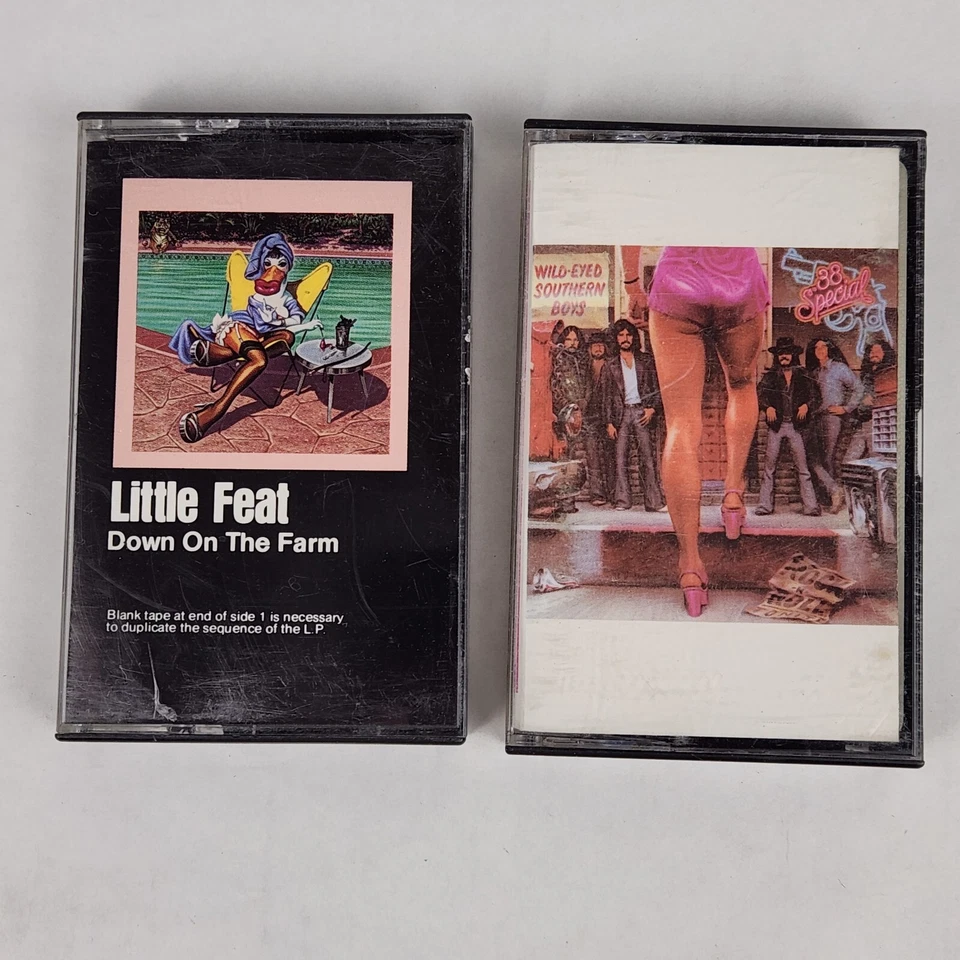 Little Feat
Down On The Farm
Blank tape at end of side 1 is necessary
to duplicate the sequence of the L.P.
WILD-EYED
SOUTHERN
BOYS
38
Special